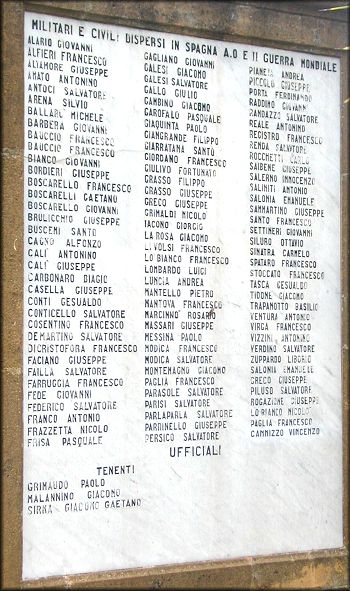 MILITARI E CIVILI DISPERSI IN SPAGNA A.O E II GUERRA MONDIALE
ALARIO GIOVANNI
ALFIERI FRANCESCO
ALTAMORE GIUSEPPE
AMATO ANTONINO
ANTOCI SALVATORE
ARENA SILVIO
BALLARÒ MICHELE
BARBERA GIOVANNI
BAUCCIO FRANCESCO
BAUCCIO FRANCESCO
BIANCO GIOVANNI
BORDIERI GIUSEPPE
BOSCARELLO FRANCESCO
BOSCARELLI GAETANO
BOSCARELLO GIOVANNI
BRULICCHIO GIUSEPPE
BUSCEMI SANTO
CAGNO ALFONZO
CALÌ ANTONINO
CALÌ GIUSEPPE
CARBONARO BIAGIO
CASELLA GIUSEPPE
CONTI GESUALDO
CONTICELLO SALVATORE
COSENTINO FRANCESCO
DEMARTINO SALVATORE
DICRISTOFORA FRANCESCO
FACIANO GIUSEPPE
FAILLA SALVATORE
FARRUGGIA FRANCESCO
FEDE GIOVANNI
FEDERICO SALVATORE
FRANCO ANTONIO
FRAZZETTA NICOLO
FRISA PASQUALE
GAGLIANO GIOVANNI
GALESI GIACOMO
GALESI SALVATORE
GALLO GIULIO
GAMBINO GIACOMO
GAROFALO PASQUALE
GIAQUINTA PAOLO
GIANGRANDE FILIPPO
GIARRATANA SANTO
GIORDANO FRANCESCO
GIULIVO FORTUNATO
GRASSO FILIPPO
GRASSO GIUSEPPE
GRECO GIUSEPPE
GRIMALDI NICOLO
IACONO GIORGIO
LA ROSA GIACOMO
LIVOLSI FRANCESCO
LO BIANCO FRANCESCO
LOMBARDO LUIGI
LUNCIA ANDREA
MANTELLO PIETRO
MANTOVA FRANCESCO
MARCINNÒ ROSARIO
MASSARI GIUSEPPE
MESSINA PAOLO
MODICA FRANCESCO
MODICA SALVATORE
MONTEMAGNO GIACOMO
PAGLIA FRANCESCO
PARASOLE SALVATORE
PARISI SALVATORE
PARLAPARLA SALVATORE
PARRINELLO GIUSEPPE
PERSICO SALVATORE
PIANETA ANDREA
PICCOLO GIUSEPPE
PORTA FERDINANDO
RADDINO GIOVANNI
RANDAZZO SALVATORE
REALE ANTONINO
REGISTRO FRANCESCO
RENDA SALVATORE
ROCCHETTI CARLO
SAIBENE GIUSEPPE
SALERNO INNOCENZO
SALINITI ANTONIO
SALONIA EMANUELE
SAMMARTINO GIUSEPPE
SANTO FRANCESCO
SETTINERI GIOVANNI
SILURO OTTAVIO
SINATRA CARMELO
SPATARO FRANCESCO
STOCCATO FRANCESCO
TASCA GESUALDO
TIDONE GIACOMO
TRAPANOTTO BASILIO
VENTURA ANTONIO
VIRGA FRANCESCO
VIZZINI ANTONINO
VERDINO SALVATORE
LEOPARDO LIBORIO
SALONIA EMANUELE
GRECO GIUSEPPE
PILUSO SALVATORE
ROGAZIONE GIUSEPPE
LO BIANCO NICOLO
PAGLIA FRANCESCO
CAMMIZZO VINCENZO
UFFICIALI
TENENTI
GRIMAUDO PAOLO
MALANNINO GIACOMO
SIRNA GIACOMO GAETANO